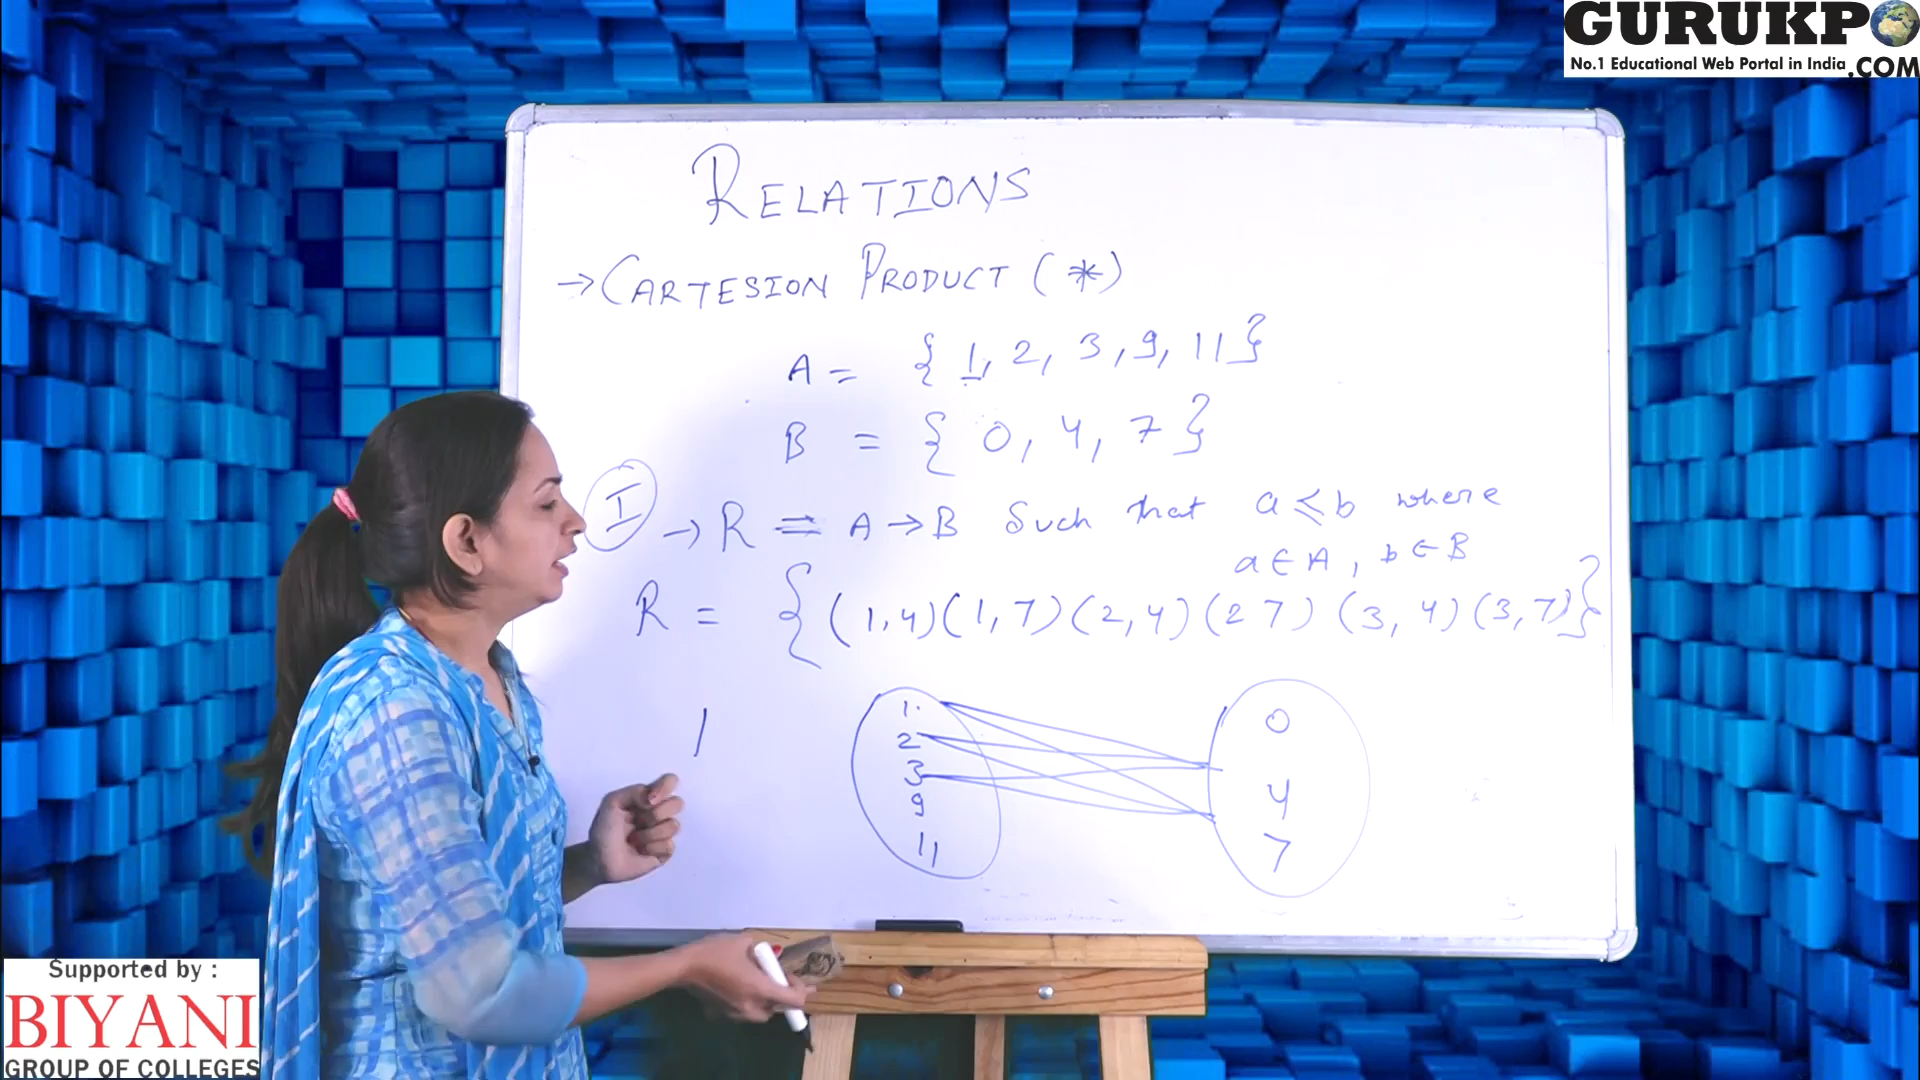 GURUKPO
No.1 Educational Web Portal in India .COM
RELATIONS
→ CARTESION PRODUCT (*)
A = { 1, 2, 3, 9, 11 }
B = { 0, 4, 7 }
I → R = A → B Such that a ≤ b where
a ∈ A, b ∈ B
R = { (1,4) (1,7) (2,4) (2 7) (3,4) (3,7) }
1 0
2
3 4
9
11 7
Supported by :
BIYANI
GROUP OF COLLEGES